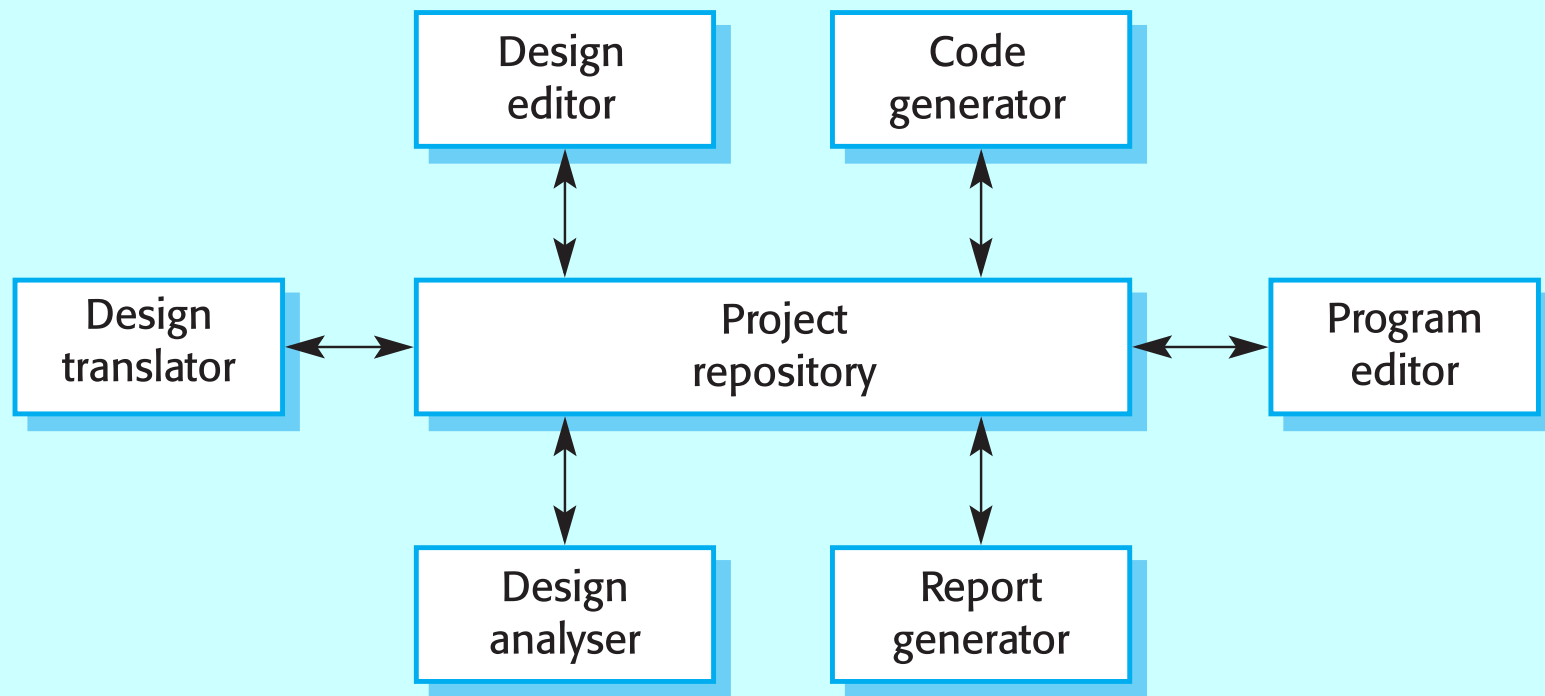 Design
editor
Code
generator
Design
translator
Project
repository
Program
editor
Design
analyser
Report
generator